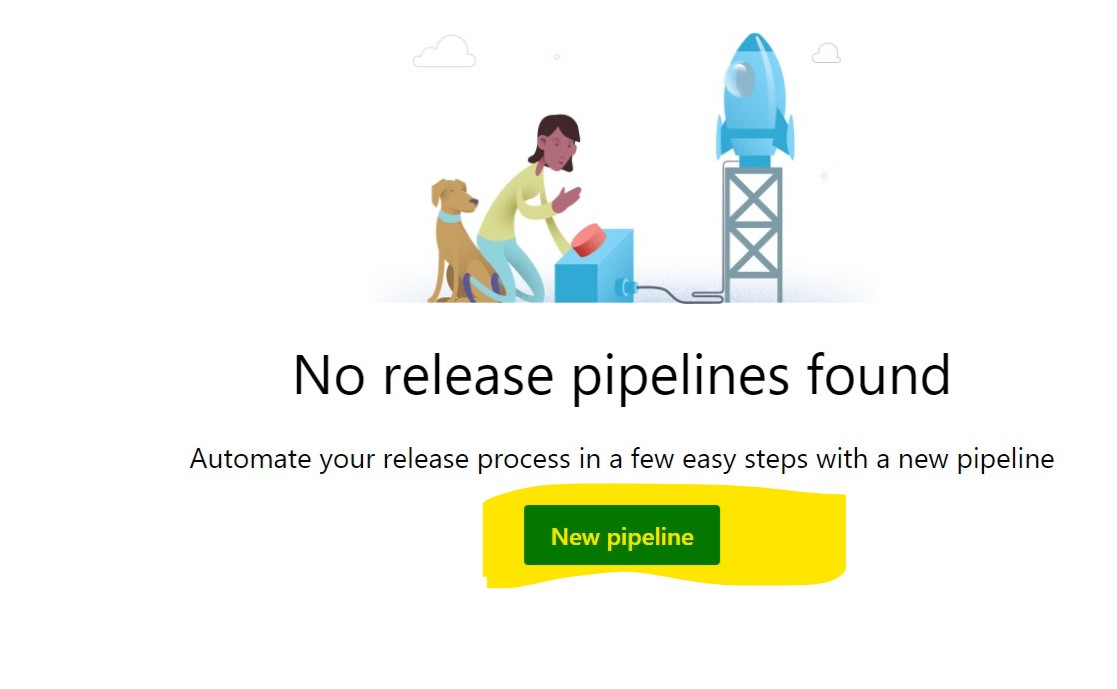 No release pipelines found
Automate your release process in a few easy steps with a new pipeline
New pipeline